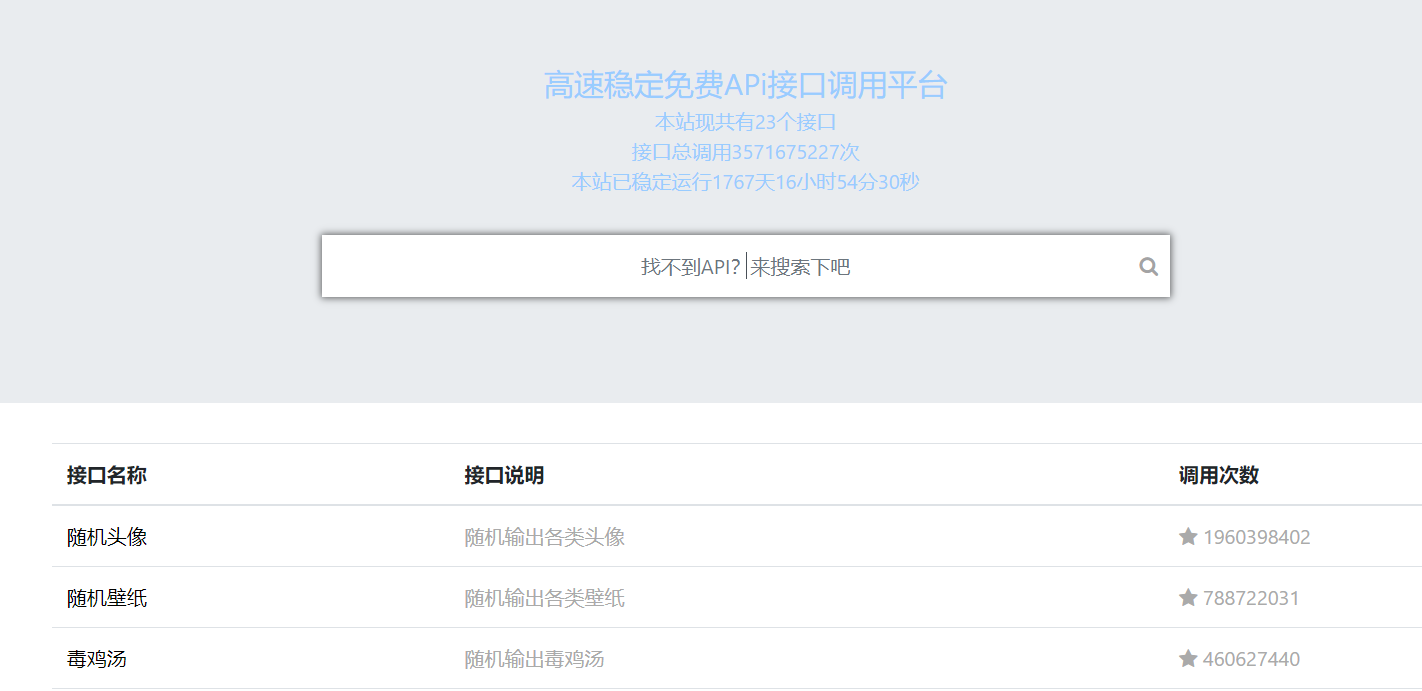 高速稳定免费APi接口调用平台
本站现共有23个接口
接口总调用3571675227次
本站已稳定运行1767天16小时54分30秒
找不到API？来搜索下吧
接口名称 接口说明 调用次数
随机头像 随机输出各类头像 1960398402
随机壁纸 随机输出各类壁纸 788722031
毒鸡汤 随机输出毒鸡汤 460627440